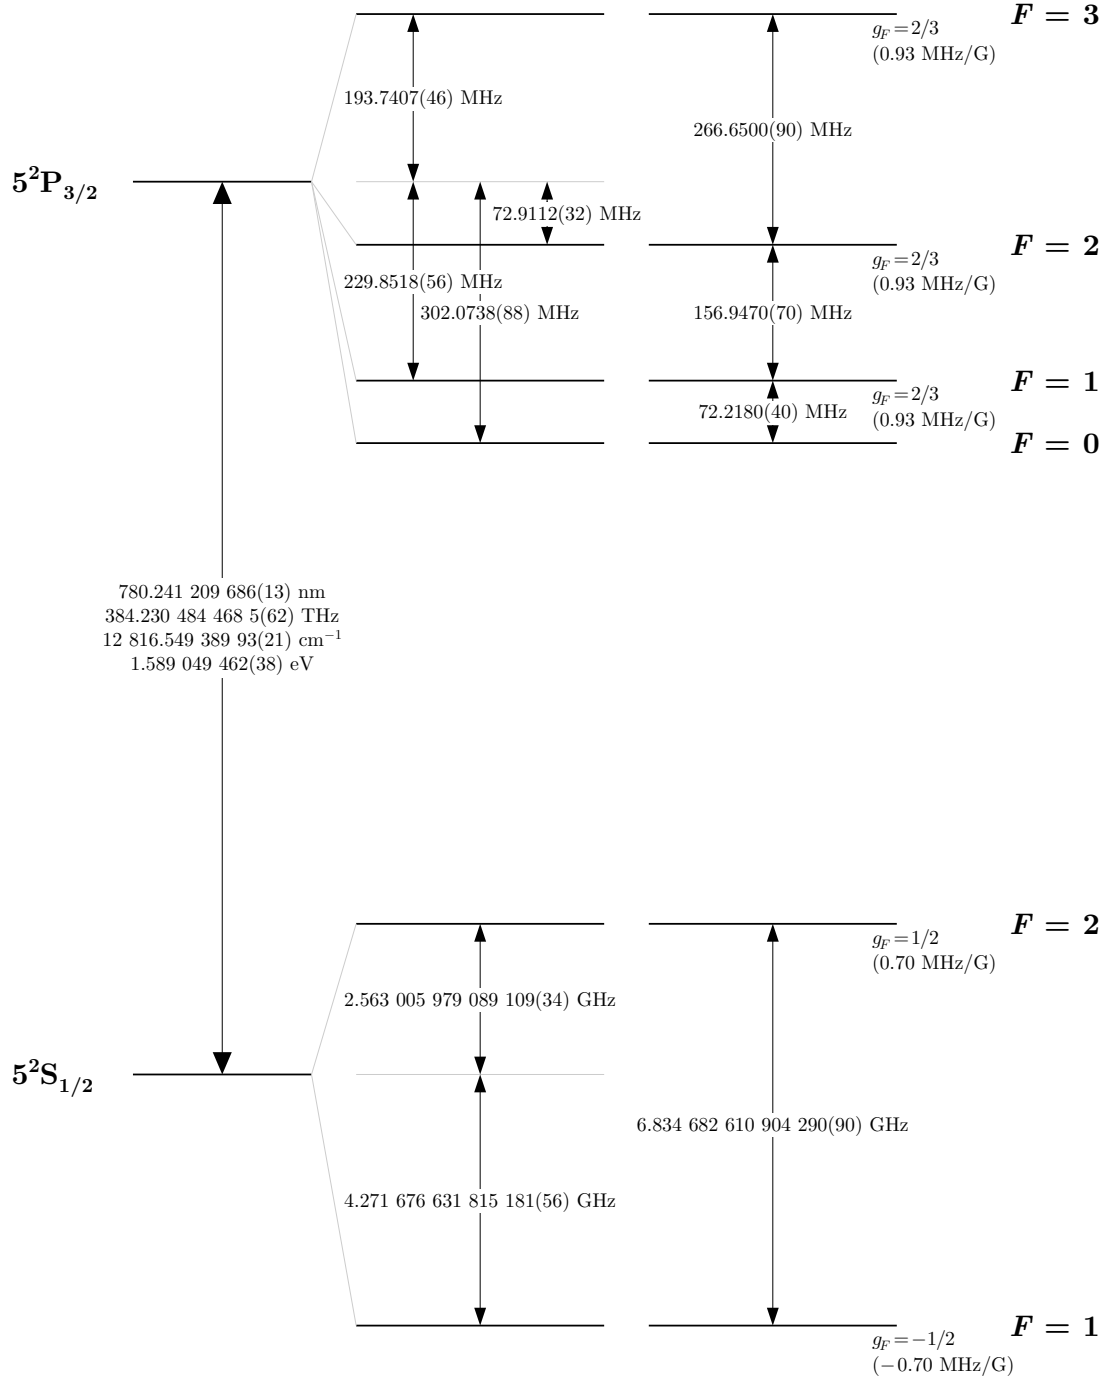 F = 3
g_F = 2/3
(0.93 MHz/G)
193.7407(46) MHz
266.6500(90) MHz
5²P₃/₂
72.9112(32) MHz
F = 2
g_F = 2/3
(0.93 MHz/G)
229.8518(56) MHz
302.0738(88) MHz
156.9470(70) MHz
F = 1
g_F = 2/3
(0.93 MHz/G)
72.2180(40) MHz
F = 0
780.241 209 686(13) nm
384.230 484 468 5(62) THz
12 816.549 389 93(21) cm⁻¹
1.589 049 462(38) eV
F = 2
g_F = 1/2
(0.70 MHz/G)
2.563 005 979 089 109(34) GHz
5²S₁/₂
6.834 682 610 904 290(90) GHz
4.271 676 631 815 181(56) GHz
F = 1
g_F = −1/2
(−0.70 MHz/G)